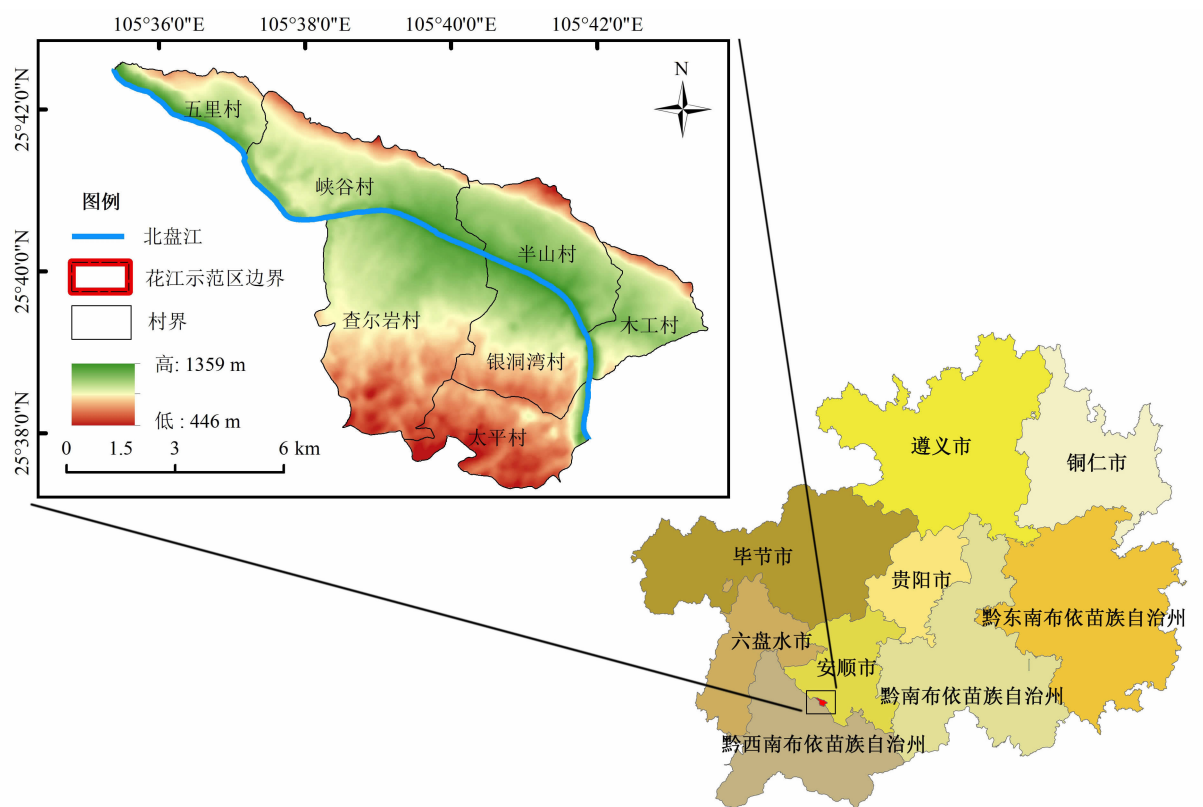 105°36'0"E 105°38'0"E 105°40'0"E 105°42'0"E
25°42'0"N
25°40'0"N
25°38'0"N
N
五里村
峡谷村
半山村
木工村
查尔岩村
银洞湾村
太平村
图例
北盘江
花江示范区边界
村界
高: 1359 m
低 : 446 m
0 1.5 3 6 km
遵义市
铜仁市
毕节市
贵阳市
黔东南布依苗族自治州
六盘水市
安顺市
黔南布依苗族自治州
黔西南布依苗族自治州